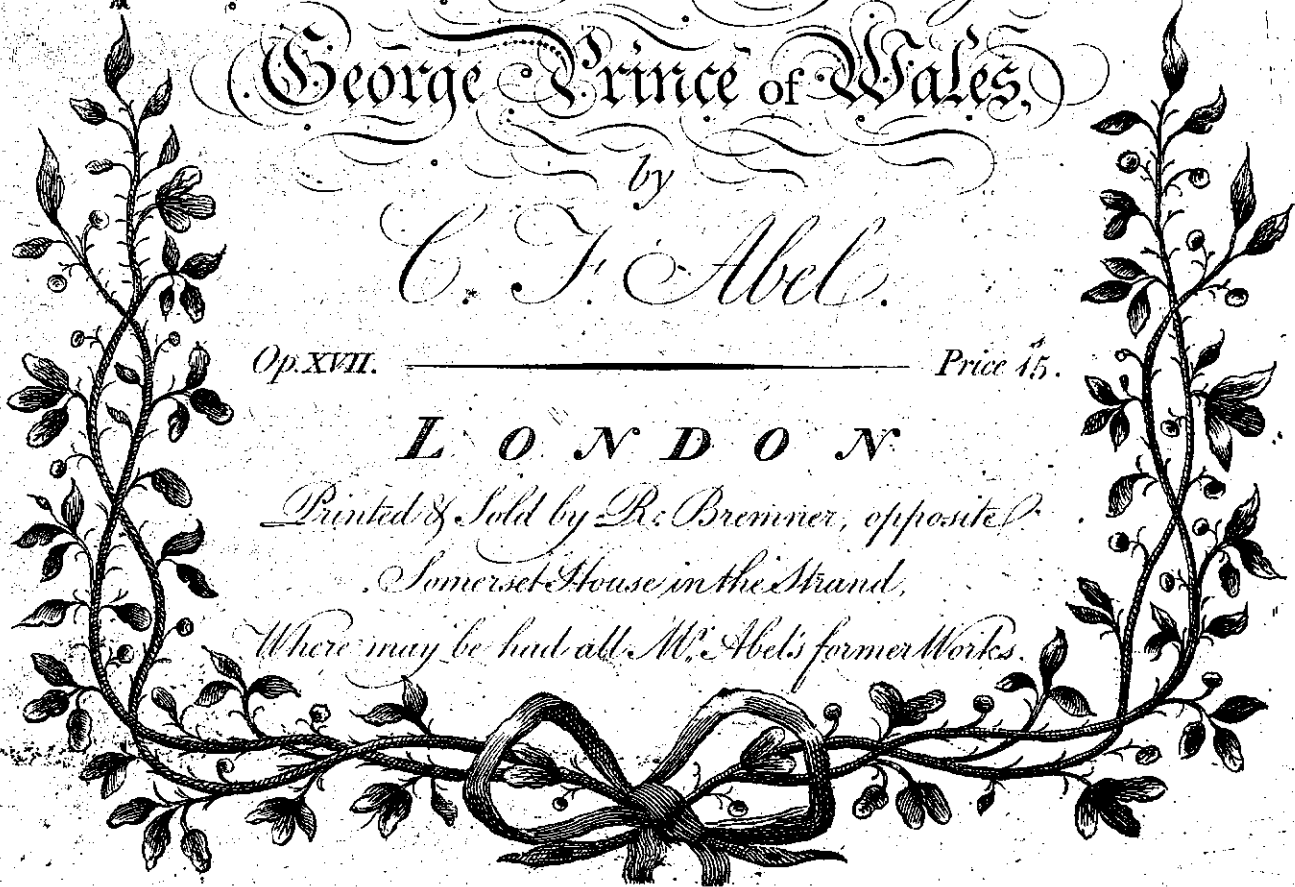 George Prince of Wales,
by
C. F. Abel.
Op. XVII. Price 15.ˢ
LONDON
Printed & Sold by R: Bremner, opposite
Somerset House in the Strand,
Where may be had all Mʳ. Abel's former Works.